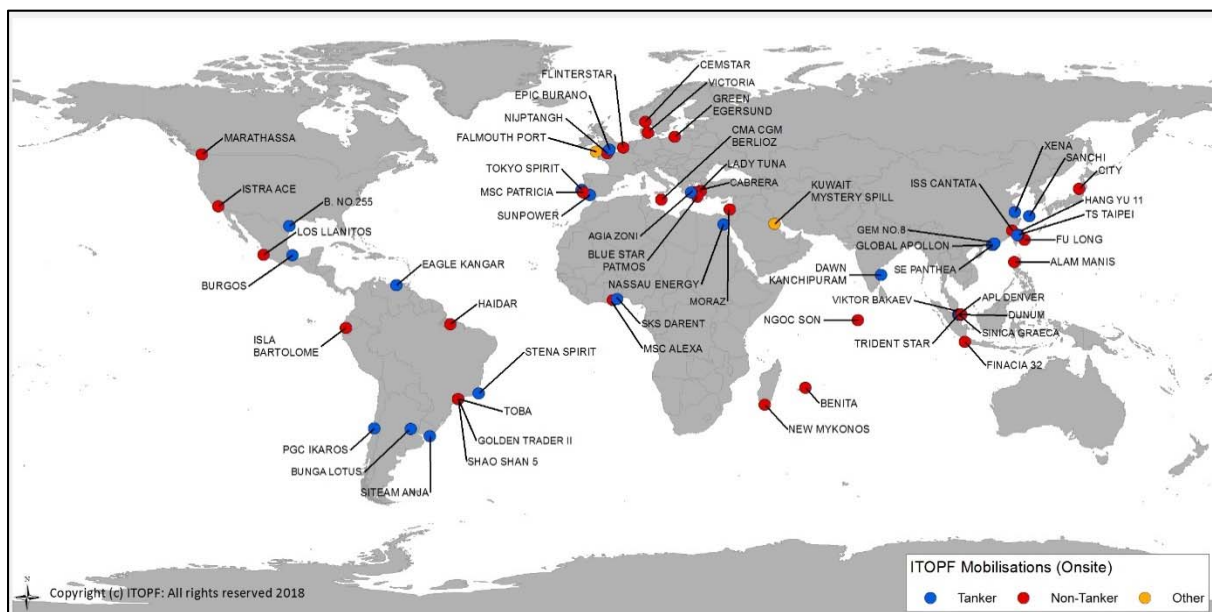 CEMSTAR
FLINTERSTAR
VICTORIA
EPIC BURANO
GREEN
EGERSUND
NIJPTANGH
CMA CGM
BERLIOZ
FALMOUTH PORT
MARATHASSA
LADY TUNA
XENA
SANCHI
TOKYO SPIRIT
CABRERA
KUWAIT
MYSTERY SPILL
ISS CANTATA
CITY
MSC PATRICIA
ISTRA ACE
B. NO.255
HANG YU 11
SUNPOWER
TS TAIPEI
LOS LLANITOS
GEM NO.8
AGIA ZONI
GLOBAL APOLLON
FU LONG
BLUE STAR
PATMOS
SE PANTHEA
ALAM MANIS
BURGOS
EAGLE KANGAR
DAWN
KANCHIPURAM
NASSAU ENERGY
MORAZ
VIKTOR BAKAEV
APL DENVER
HAIDAR
SKS DARENT
NGOC SON
DUNUM
SINICA GRAECA
ISLA
BARTOLOME
MSC ALEXA
TRIDENT STAR
STENA SPIRIT
FINACIA 32
BENITA
TOBA
NEW MYKONOS
GOLDEN TRADER II
PGC IKAROS
SHAO SHAN 5
BUNGA LOTUS
SITEAM ANJA
ITOPF Mobilisations (Onsite)
Tanker
Non-Tanker
Other
N
Copyright (c) ITOPF: All rights reserved 2018